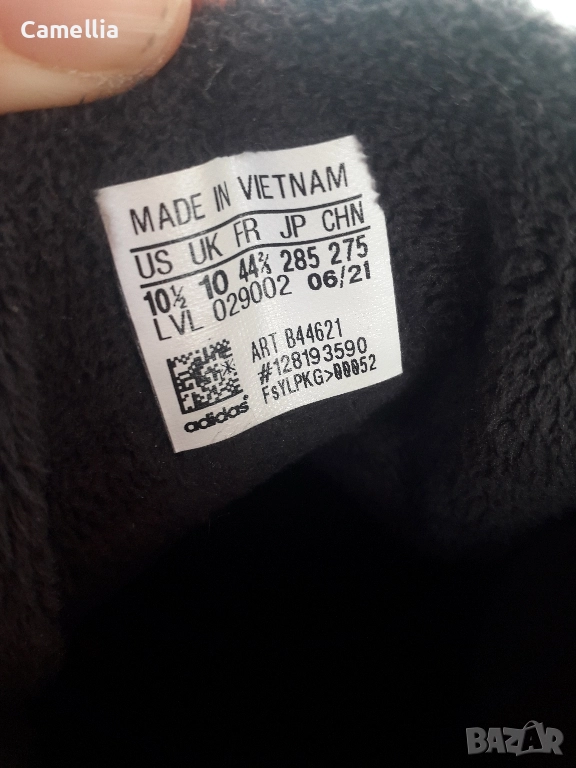 Camellia
MADE IN VIETNAM
US UK FR JP CHN
10½ 10 44⅔ 285 275
LVL 029002 06/21
ART B44621
#128193590
FsYLPKG>00052
adidas
BAZAR